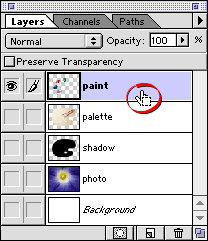 Layers Channels Paths
Normal Opacity: 100 %
Preserve Transparency
paint
palette
shadow
photo
Background